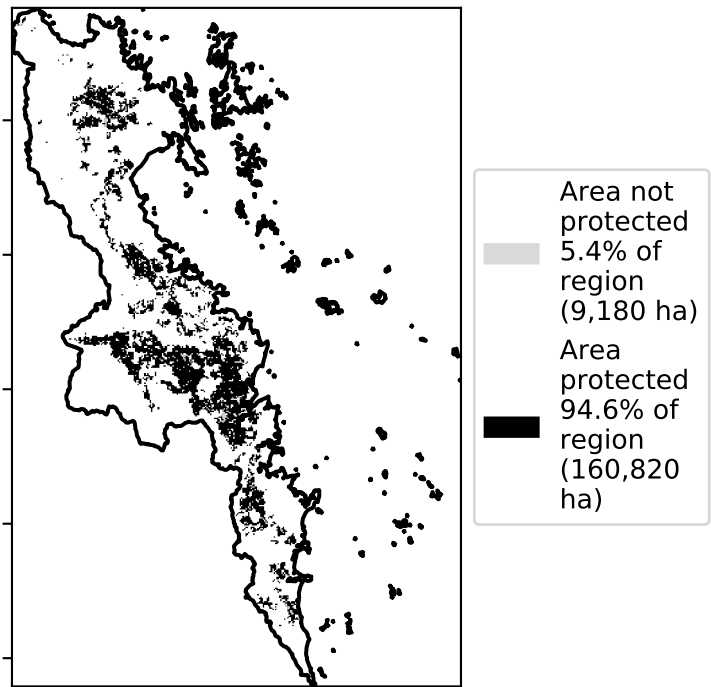 Area not
protected
5.4% of
region
(9,180 ha)
Area
protected
94.6% of
region
(160,820
ha)